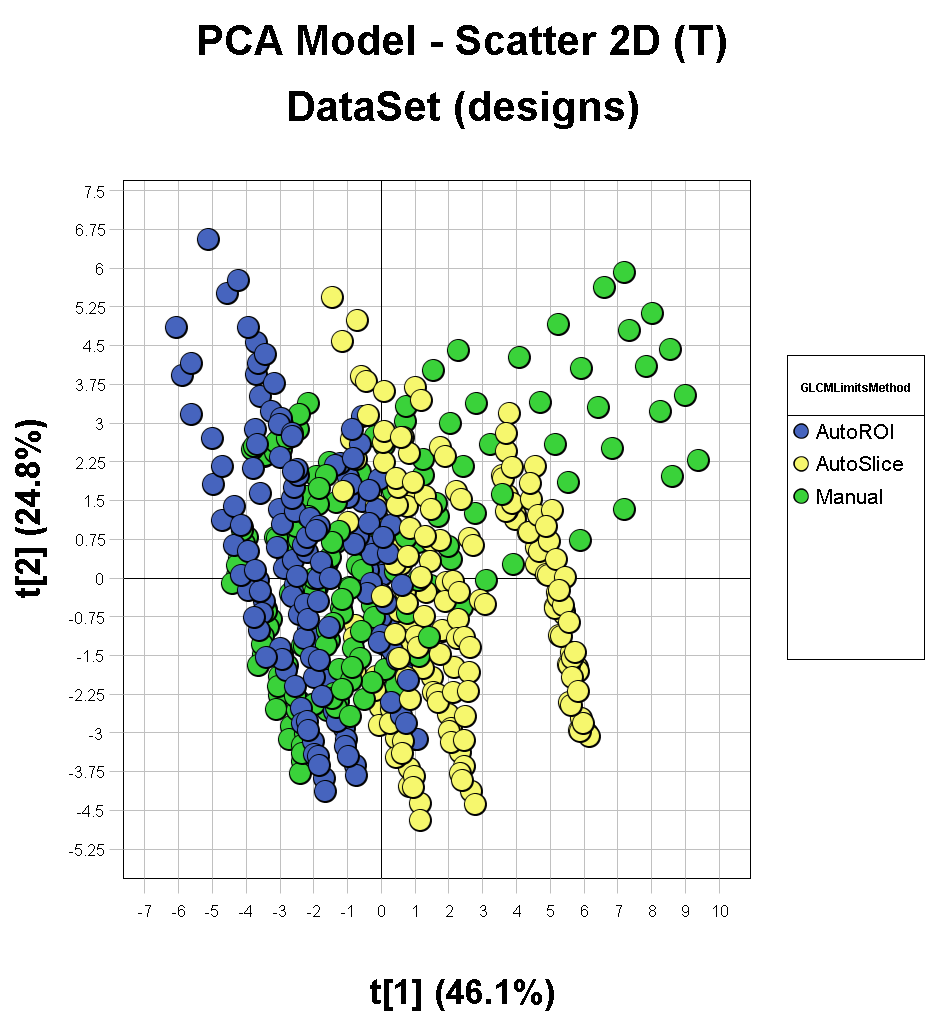 PCA Model - Scatter 2D (T)
DataSet (designs)
7.5
6.75
6
5.25
4.5
3.75
3
2.25
1.5
0.75
0
-0.75
-1.5
-2.25
-3
-3.75
-4.5
-5.25
t[2] (24.8%)
-7 -6 -5 -4 -3 -2 -1 0 1 2 3 4 5 6 7 8 9 10
t[1] (46.1%)
GLCMLimitsMethod
AutoROI
AutoSlice
Manual